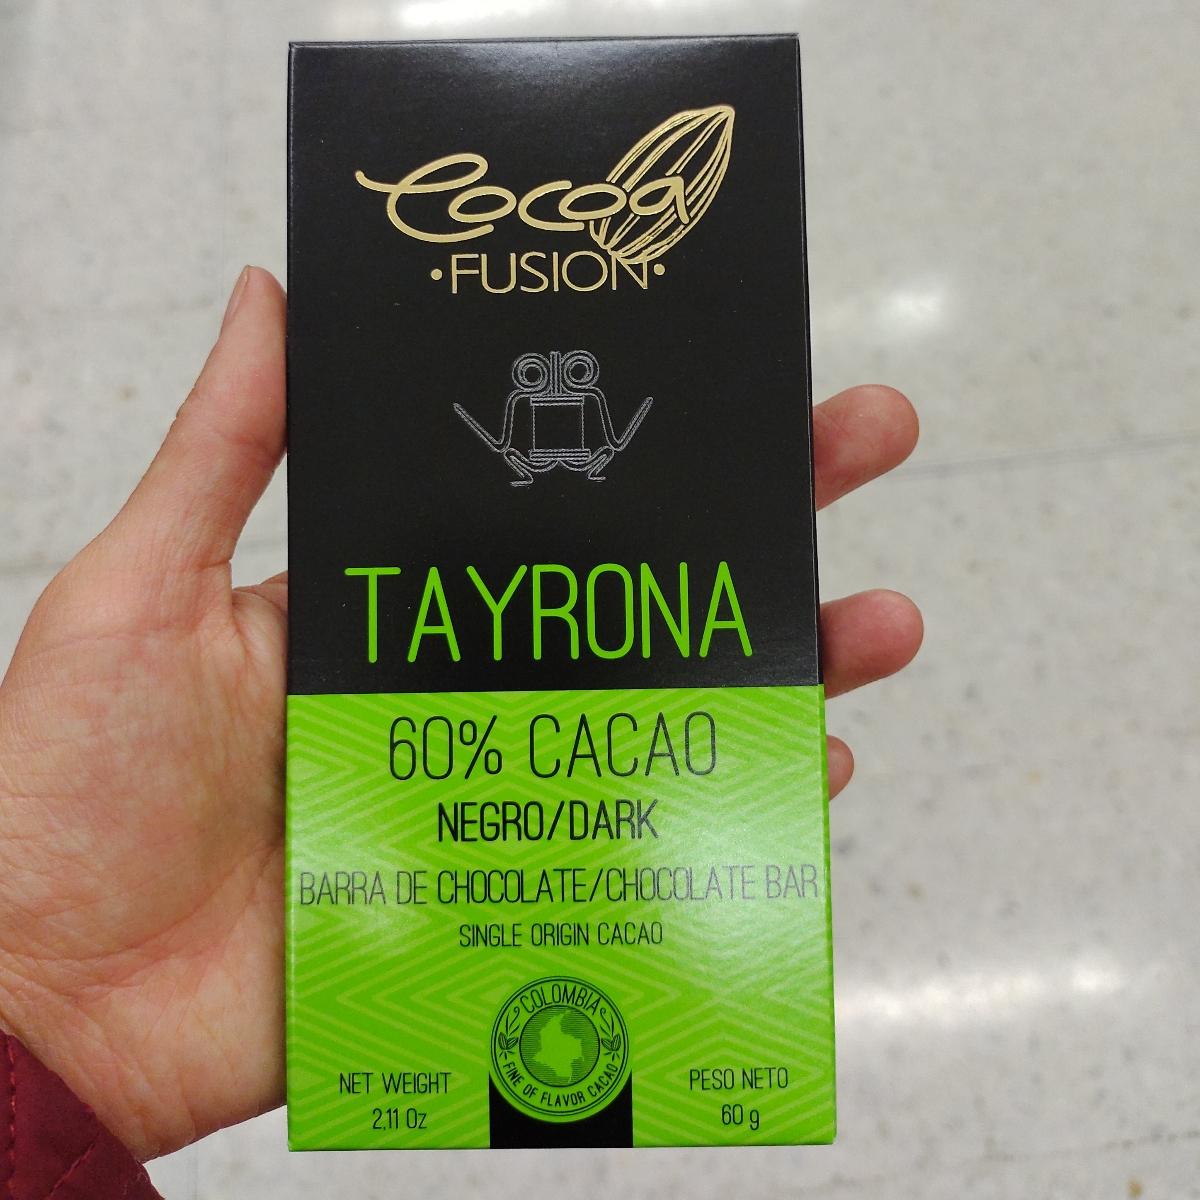 Cocoa
·FUSION·
TAYRONA
60% CACAO
NEGRO/DARK
BARRA DE CHOCOLATE/CHOCOLATE BAR
SINGLE ORIGIN CACAO
COLOMBIA
FINE OF FLAVOR CACAO
NET WEIGHT
2,11 Oz
PESO NETO
60 g